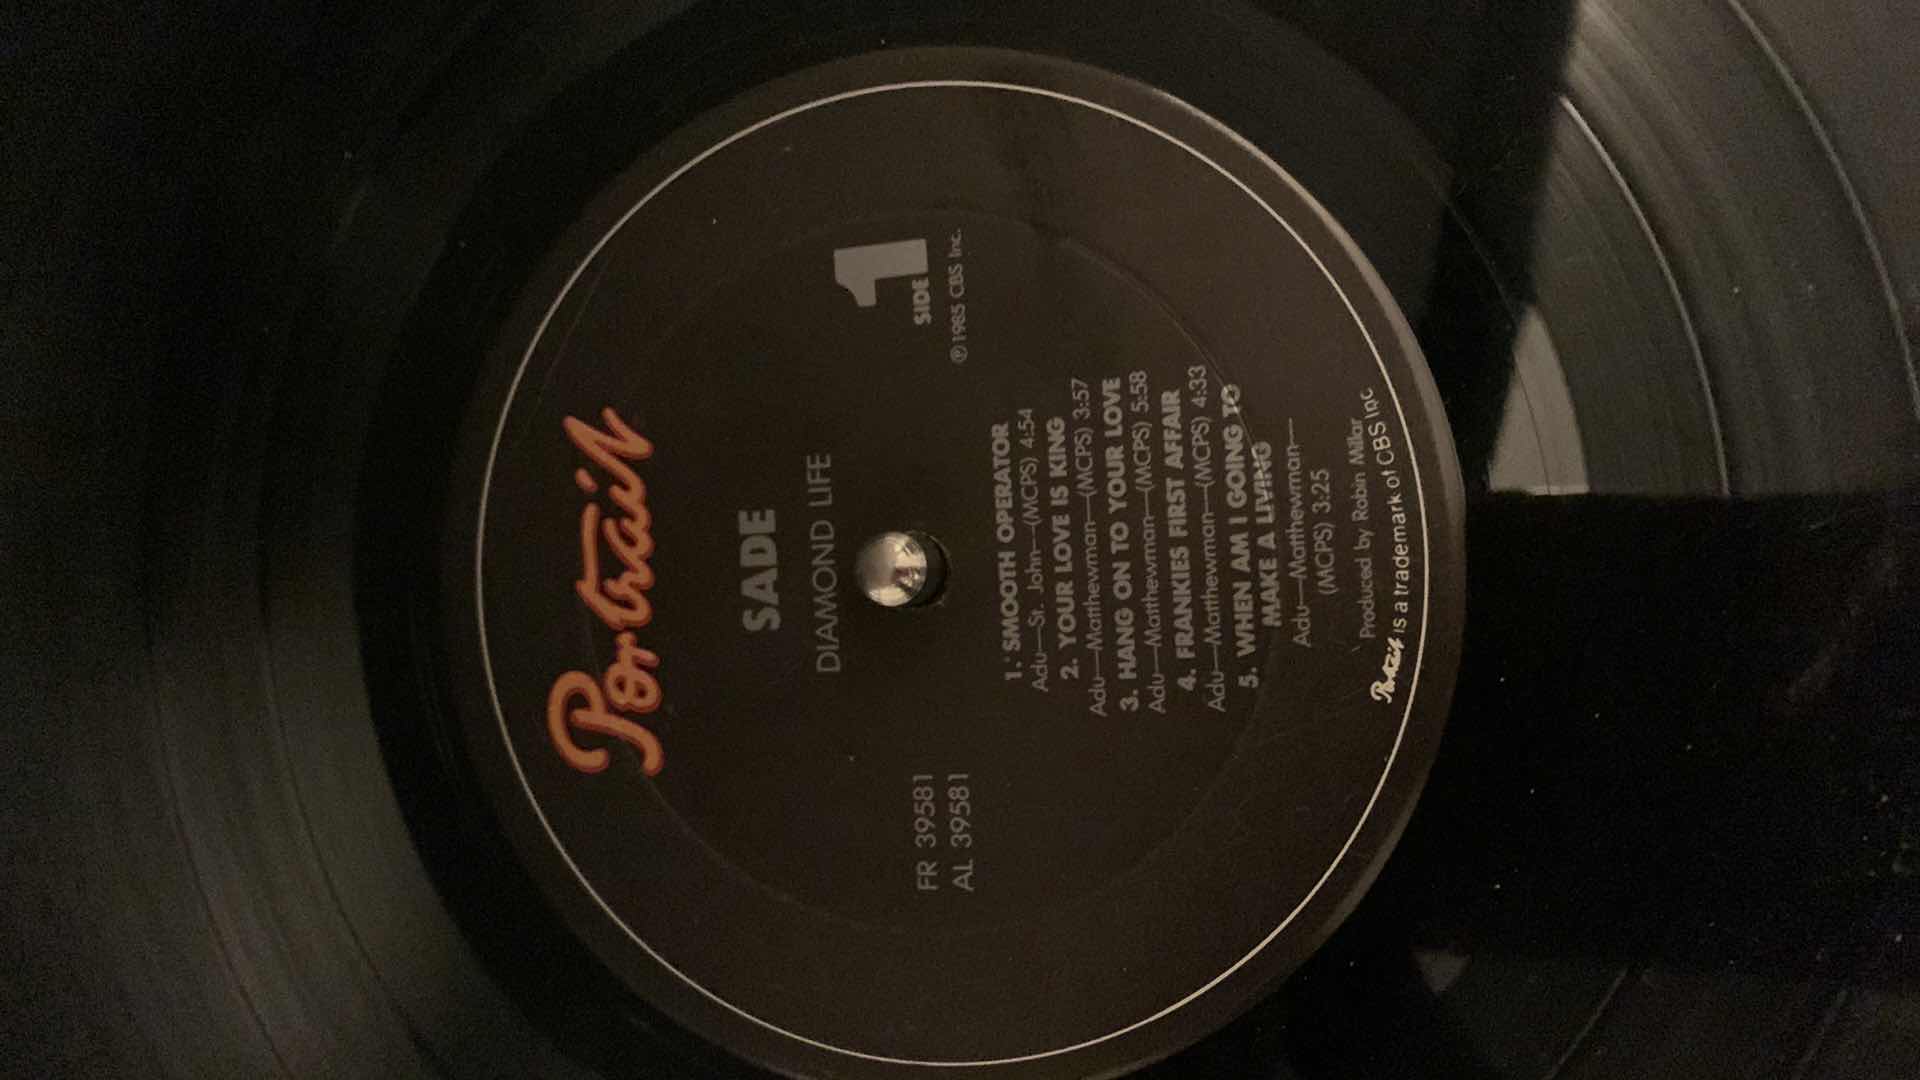 Portrait
SADE
DIAMOND LIFE
SIDE 1
℗ 1985 CBS Inc.
FR 39581
AL 39581
1. SMOOTH OPERATOR
Adu—St. John—(MCPS) 4:54
2. YOUR LOVE IS KING
Adu—Matthewman—(MCPS) 3:57
3. HANG ON TO YOUR LOVE
Adu—Matthewman—(MCPS) 5:58
4. FRANKIES FIRST AFFAIR
Adu—Matthewman—(MCPS) 4:33
5. WHEN AM I GOING TO
MAKE A LIVING
Adu—Matthewman—
(MCPS) 3:25
Produced by Robin Millar
Portrait is a trademark of CBS Inc